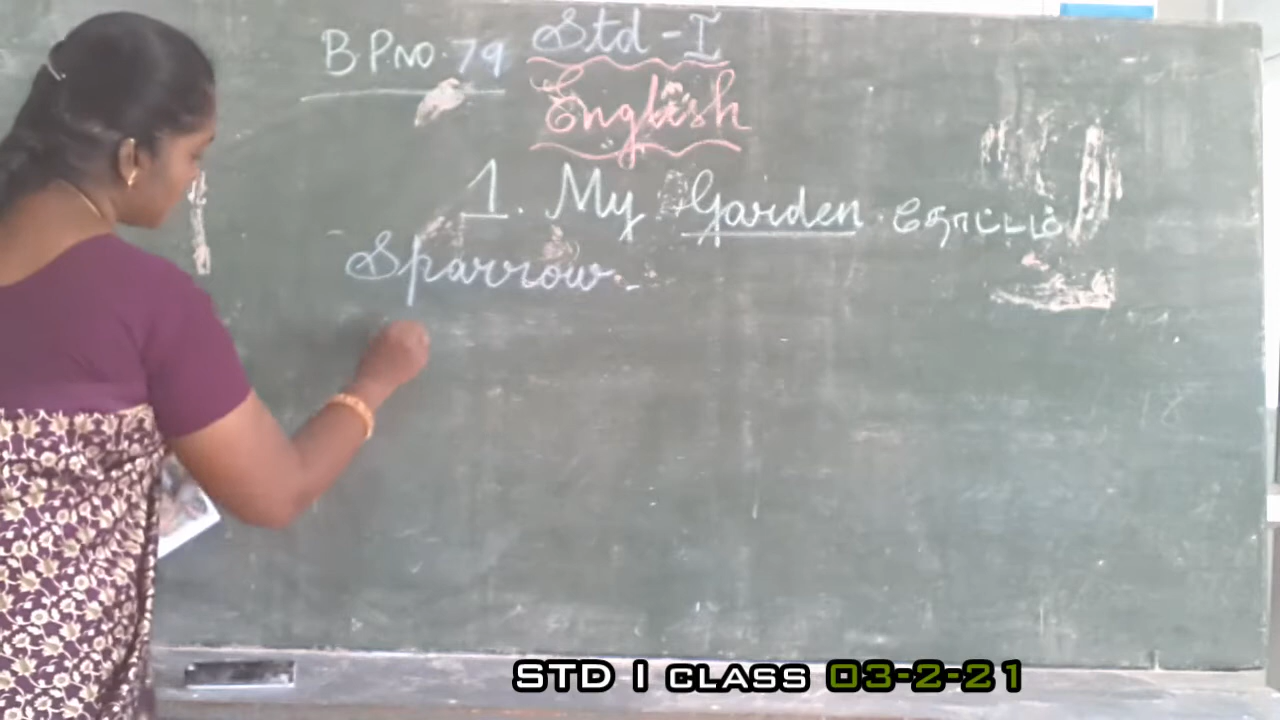 B.P.NO. 79 Std - I
English
1. My Garden. தோட்டம்
Sparrow -
STD I CLASS 03-2-21